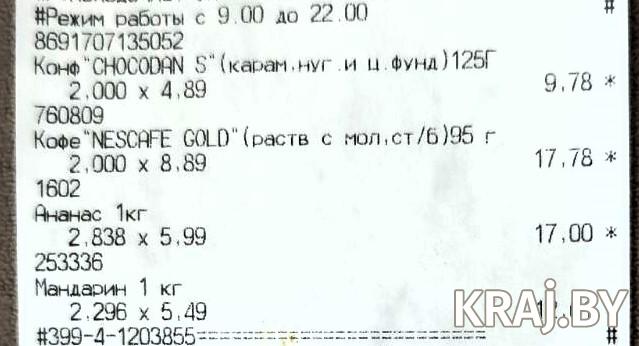 #Режим работы с 9.00 до 22.00 #
8691707135052
Конф"CHOCODAN S"(карам.нуг.и ц.фунд)125Г
2,000 x 4,89 9,78 *
760809
Кофе"NESCAFE GOLD"(раств с мол,ст/б)95 г
2,000 x 8,89 17,78 *
1602
Ананас 1кг
2,838 x 5,99 17,00 *
253336
Мандарин 1 кг
2,296 x 5,49
KRAJ.BY
#399-4-1203855 #